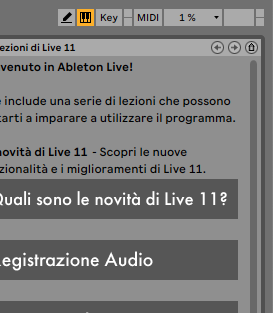 Key MIDI 1 %
ezioni di Live 11
venuto in Ableton Live!
e include una serie di lezioni che possono
tarti a imparare a utilizzare il programma.
novità di Live 11 - Scopri le nuove
zionalità e i miglioramenti di Live 11.
Quali sono le novità di Live 11?
Registrazione Audio